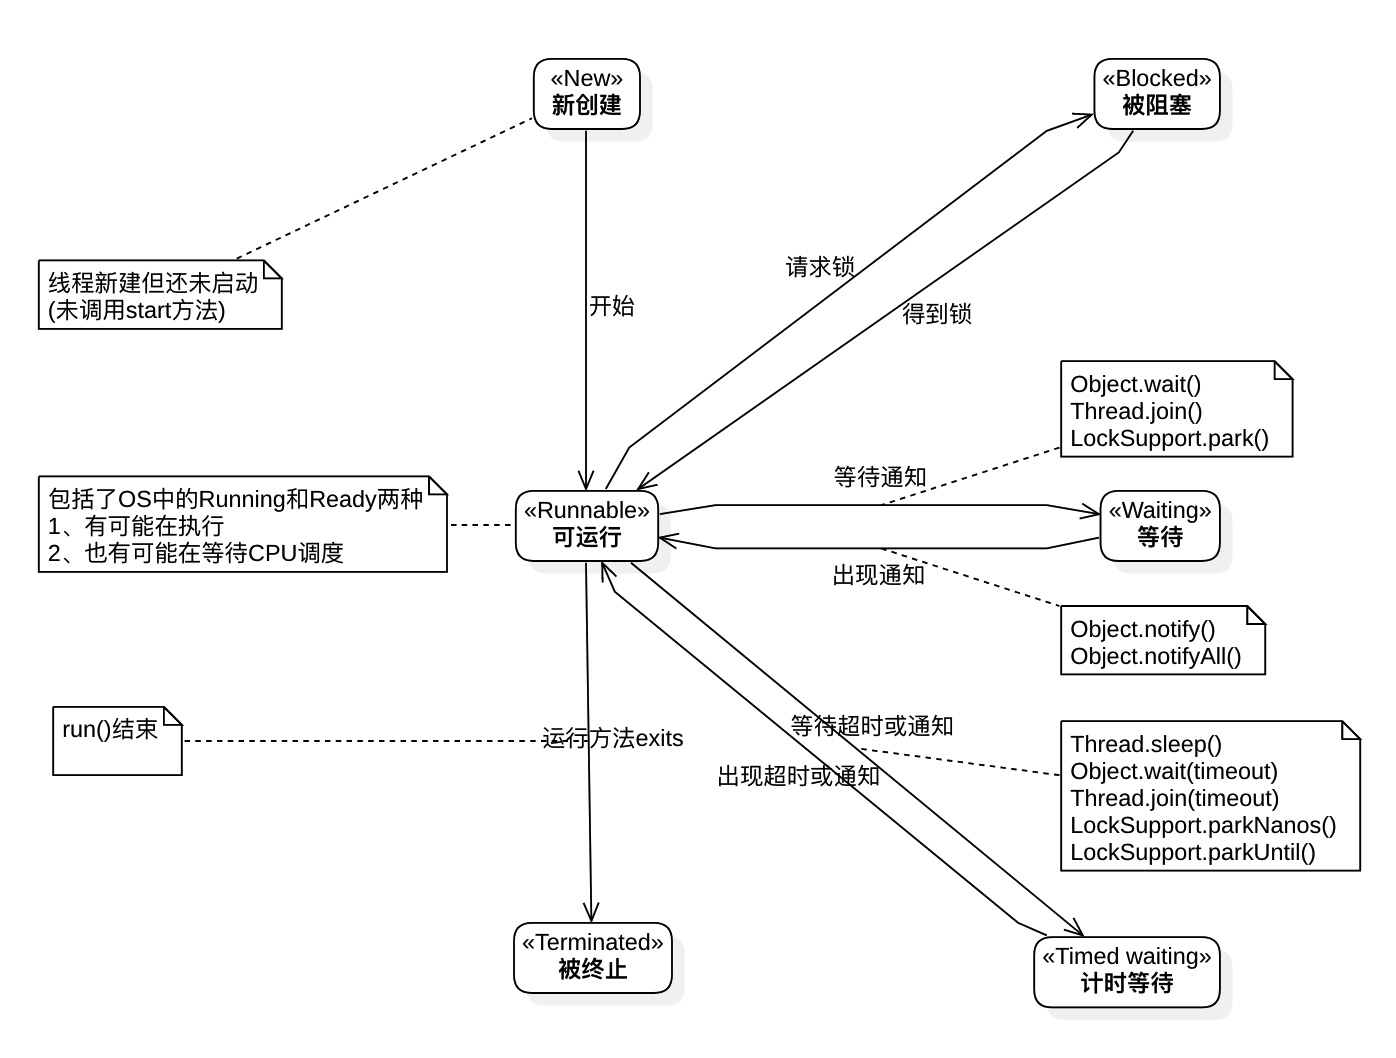 «New»
新创建
«Blocked»
被阻塞
线程新建但还未启动
(未调用start方法)
请求锁
开始
得到锁
Object.wait()
Thread.join()
LockSupport.park()
等待通知
包括了OS中的Running和Ready两种
1、有可能在执行
2、也有可能在等待CPU调度
«Runnable»
可运行
«Waiting»
等待
出现通知
Object.notify()
Object.notifyAll()
run()结束
运行方法exits
等待超时或通知
出现超时或通知
Thread.sleep()
Object.wait(timeout)
Thread.join(timeout)
LockSupport.parkNanos()
LockSupport.parkUntil()
«Terminated»
被终止
«Timed waiting»
计时等待